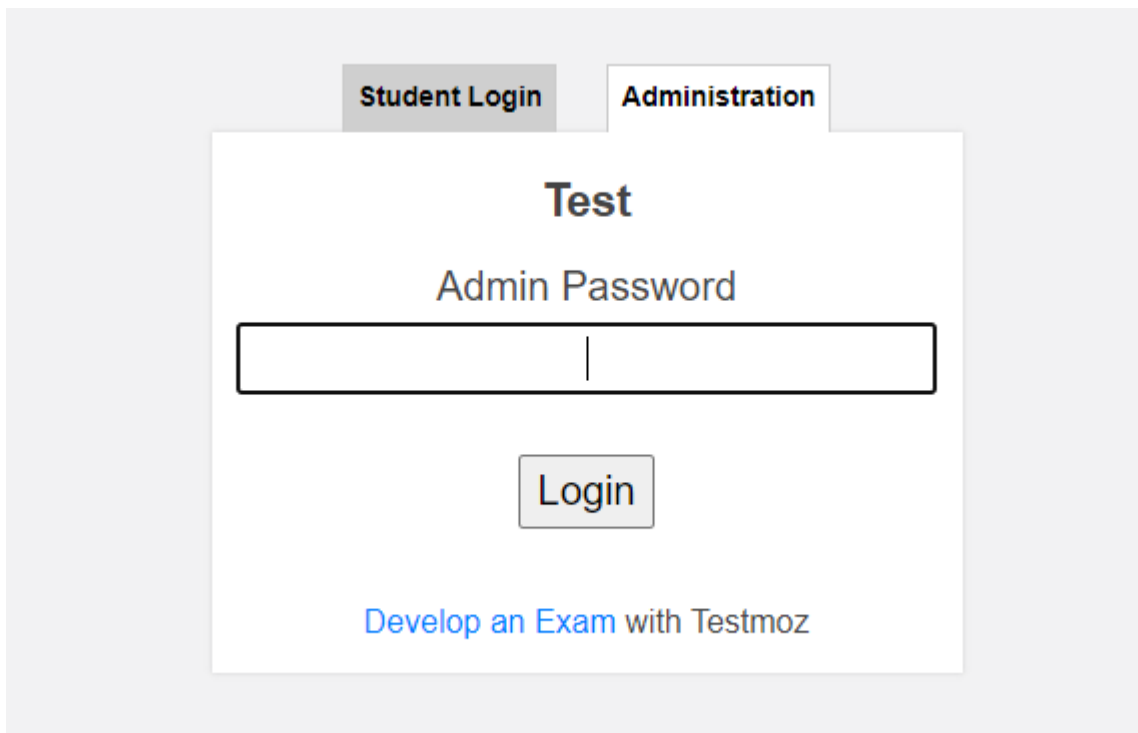 Student Login
Administration
Test
Admin Password
Login
Develop an Exam with Testmoz